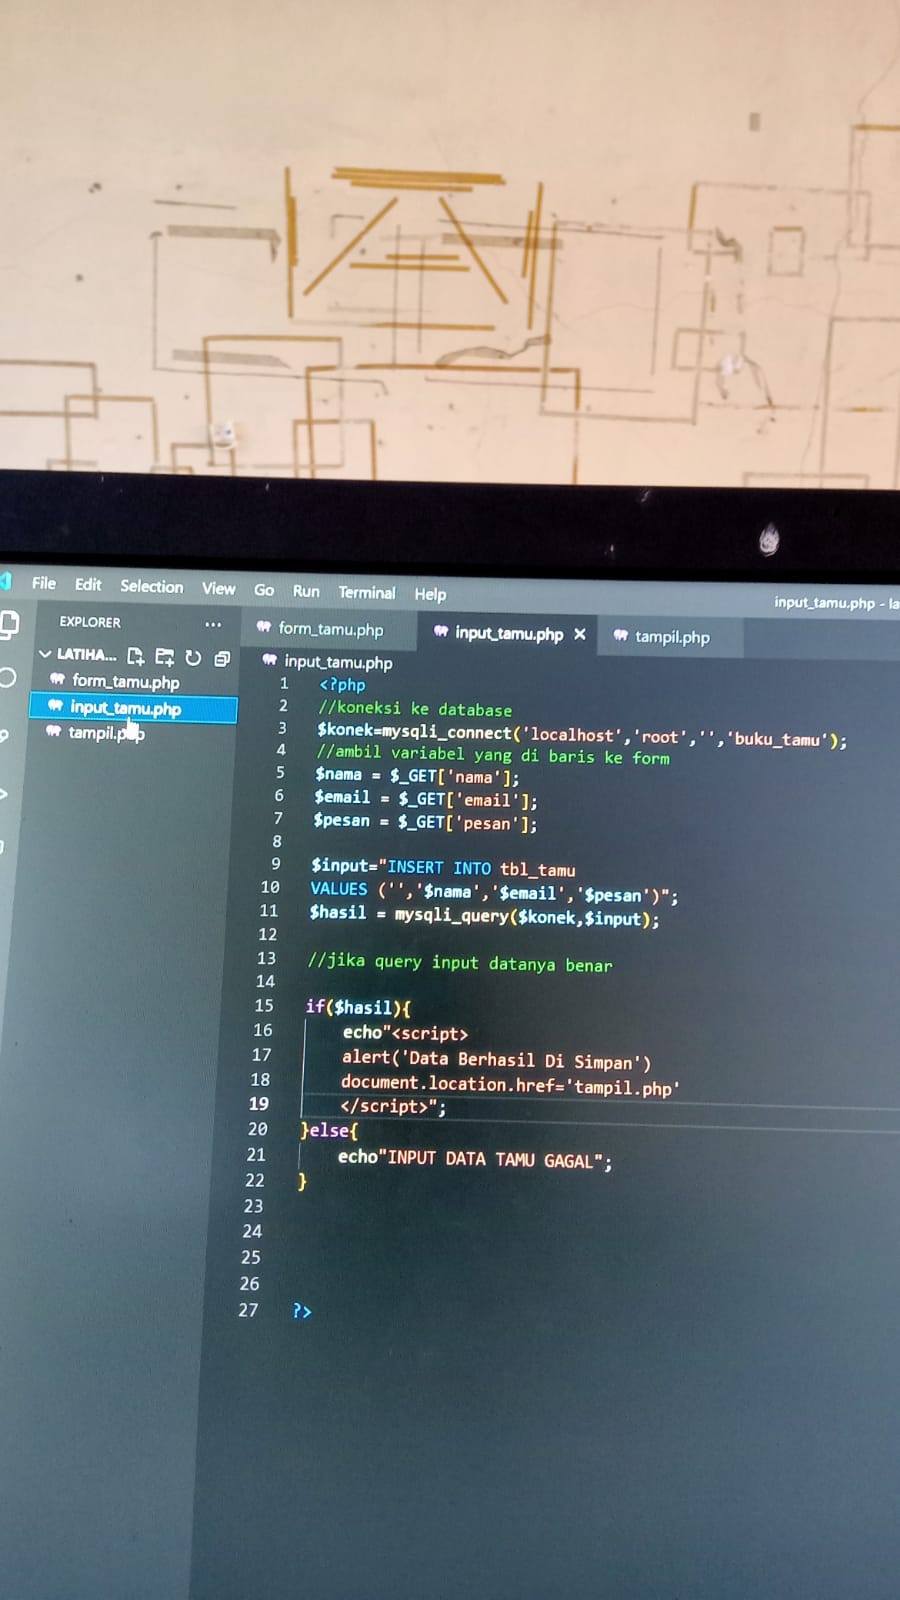 File Edit Selection View Go Run Terminal Help
input_tamu.php - la
EXPLORER ...
LATIHA...
form_tamu.php
input_tamu.php
tampil.php
form_tamu.php input_tamu.php × tampil.php
input_tamu.php
1 <?php
2 //koneksi ke database
3 $konek=mysqli_connect('localhost','root','','buku_tamu');
4 //ambil variabel yang di baris ke form
5 $nama = $_GET['nama'];
6 $email = $_GET['email'];
7 $pesan = $_GET['pesan'];
8
9 $input="INSERT INTO tbl_tamu
10 VALUES ('','$nama','$email','$pesan')";
11 $hasil = mysqli_query($konek,$input);
12
13 //jika query input datanya benar
14
15 if($hasil){
16 echo"<script>
17 alert('Data Berhasil Di Simpan')
18 document.location.href='tampil.php'
19 </script>";
20 }else{
21 echo"INPUT DATA TAMU GAGAL";
22 }
23
24
25
26
27 ?>